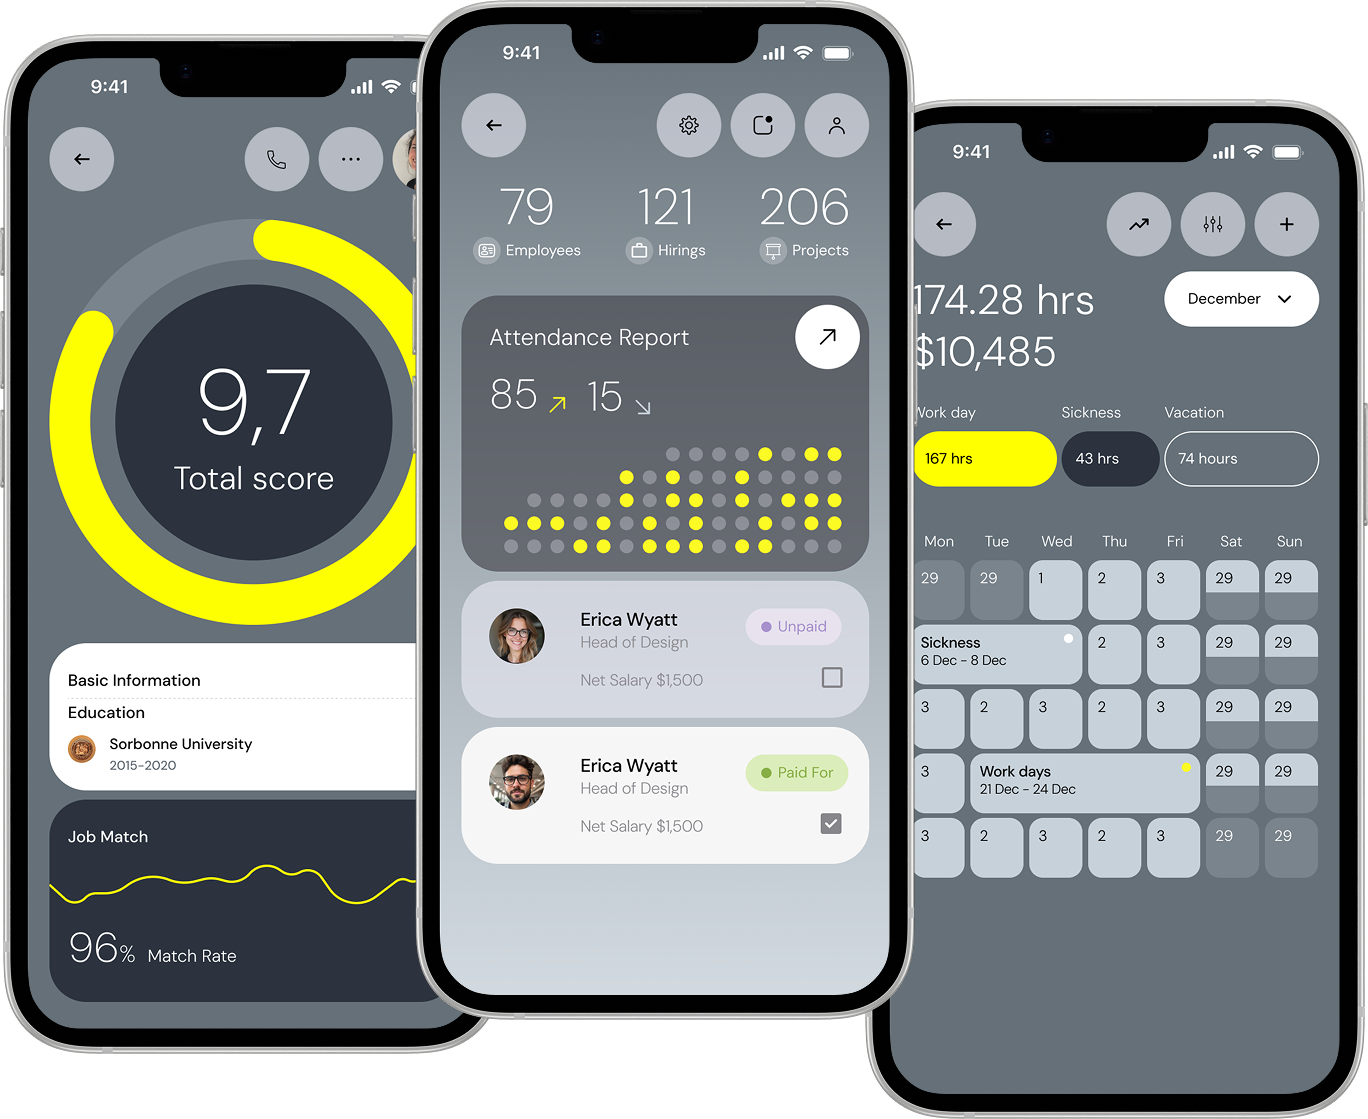 9:41
9,7
Total score
Basic Information
Education
Sorbonne University
2015-2020
Job Match
96% Match Rate
9:41
79 121 206
Employees Hirings Projects
Attendance Report
85 15
Erica Wyatt
Unpaid
Head of Design
Net Salary $1,500
Erica Wyatt
Paid For
Head of Design
Net Salary $1,500
9:41
174.28 hrs
December
$10,485
Work day Sickness Vacation
167 hrs 43 hrs 74 hours
Mon Tue Wed Thu Fri Sat Sun
29 29 1 2 3 29 29
Sickness 2 3 29 29
6 Dec - 8 Dec
3 2 3 2 3 29 29
3 Work days 29 29
21 Dec - 24 Dec
3 2 3 2 3 29 29